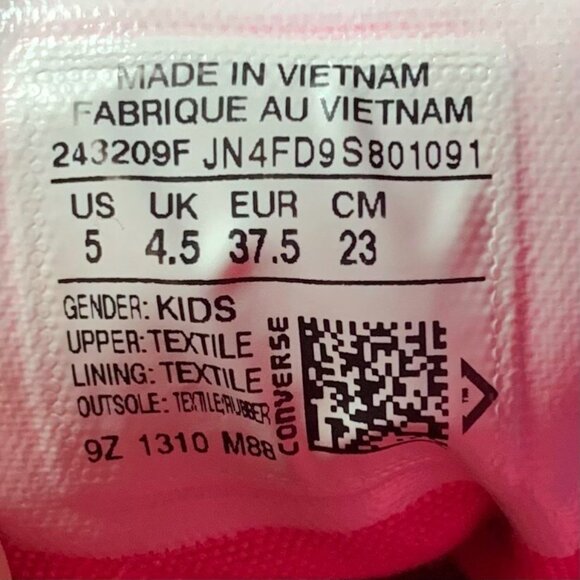 MADE IN VIETNAM
FABRIQUE AU VIETNAM
243209F JN4FD9S801091
US UK EUR CM
5 4.5 37.5 23
GENDER: KIDS
UPPER: TEXTILE
LINING: TEXTILE
OUTSOLE: TEXTILE/RUBBER
9Z 1310 M88
CONVERSE
TM